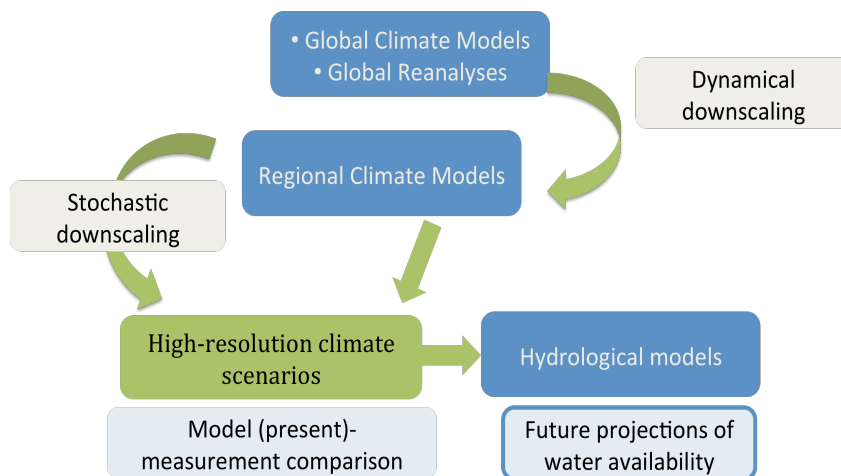 • Global Climate Models
• Global Reanalyses
Dynamical
downscaling
Regional Climate Models
Stochastic
downscaling
High-resolution climate
scenarios
Hydrological models
Model (present)-
measurement comparison
Future projections of
water availability